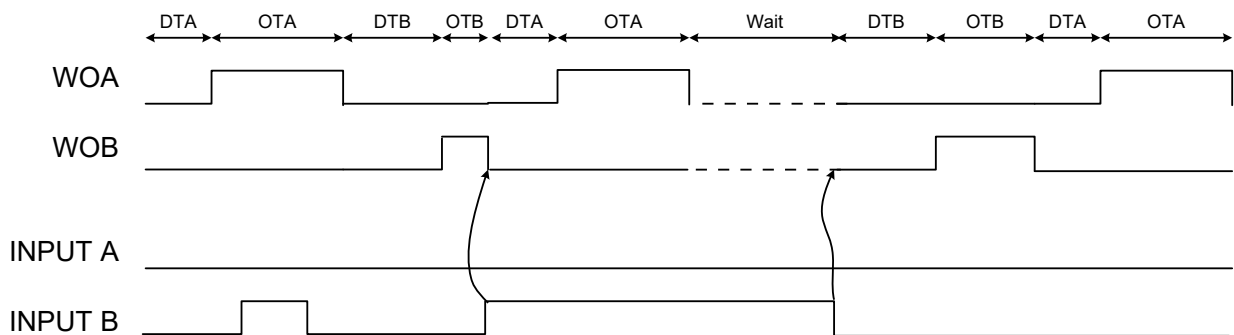 DTA OTA DTB OTB DTA OTA Wait DTB OTB DTA OTA
WOA
WOB
INPUT A
INPUT B